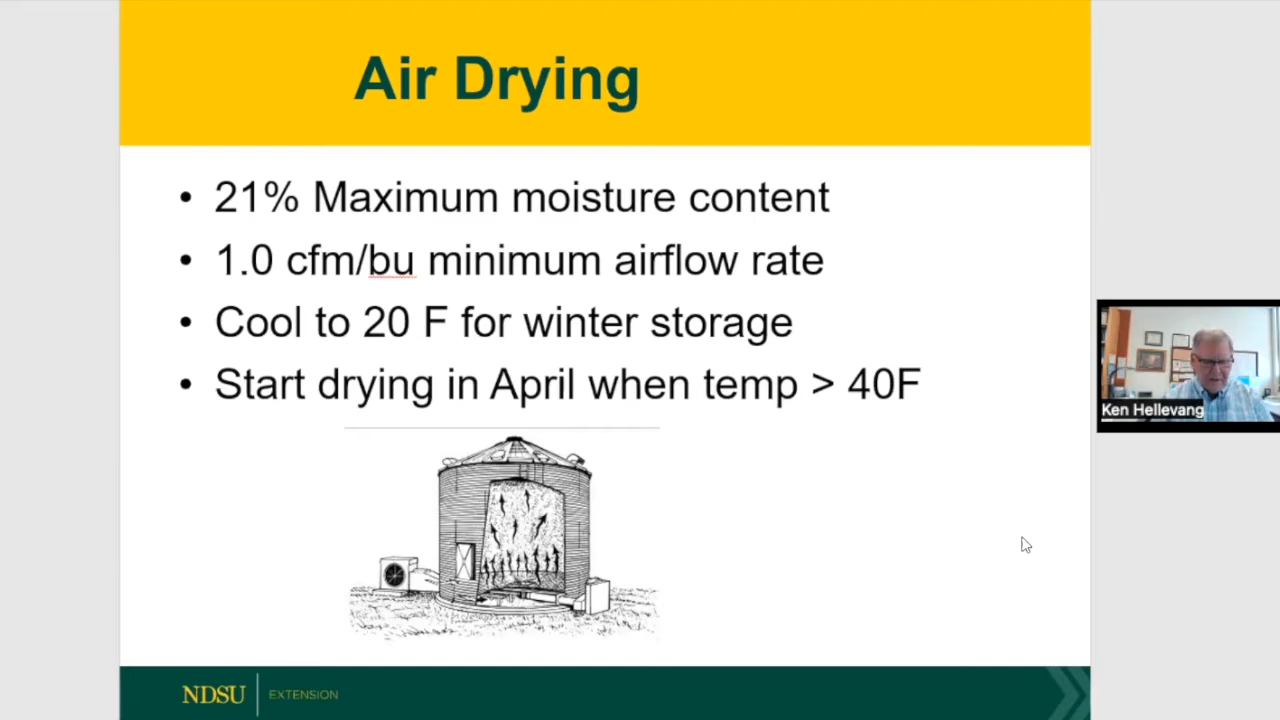 Air Drying
• 21% Maximum moisture content
• 1.0 cfm/bu minimum airflow rate
• Cool to 20 F for winter storage
• Start drying in April when temp > 40F
Ken Hellevang
NDSU EXTENSION